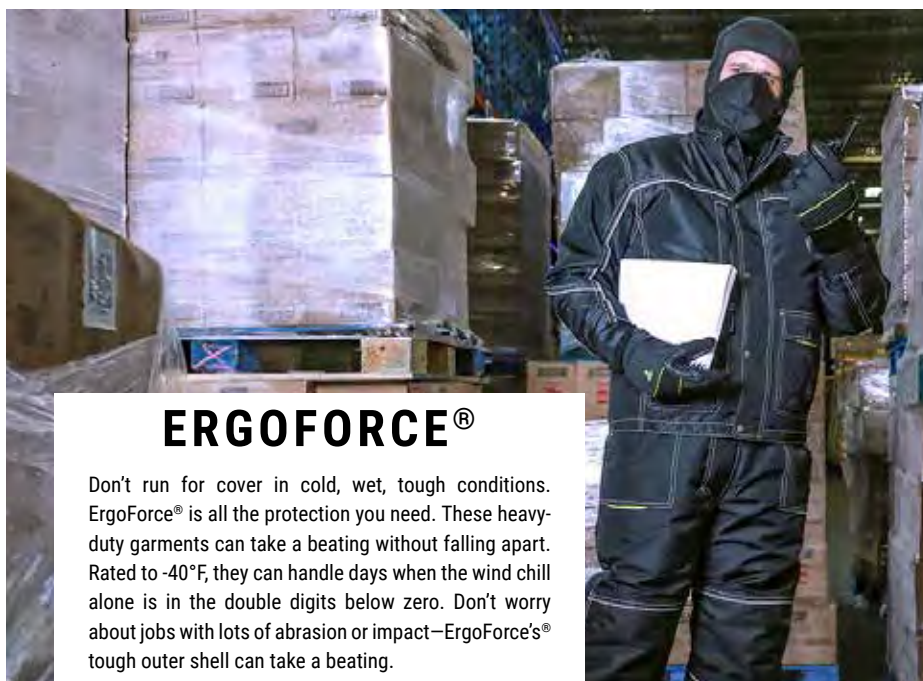 ERGOFORCE®
Don’t run for cover in cold, wet, tough conditions.
ErgoForce® is all the protection you need. These heavy-
duty garments can take a beating without falling apart.
Rated to -40°F, they can handle days when the wind chill
alone is in the double digits below zero. Don’t worry
about jobs with lots of abrasion or impact—ErgoForce’s®
tough outer shell can take a beating.